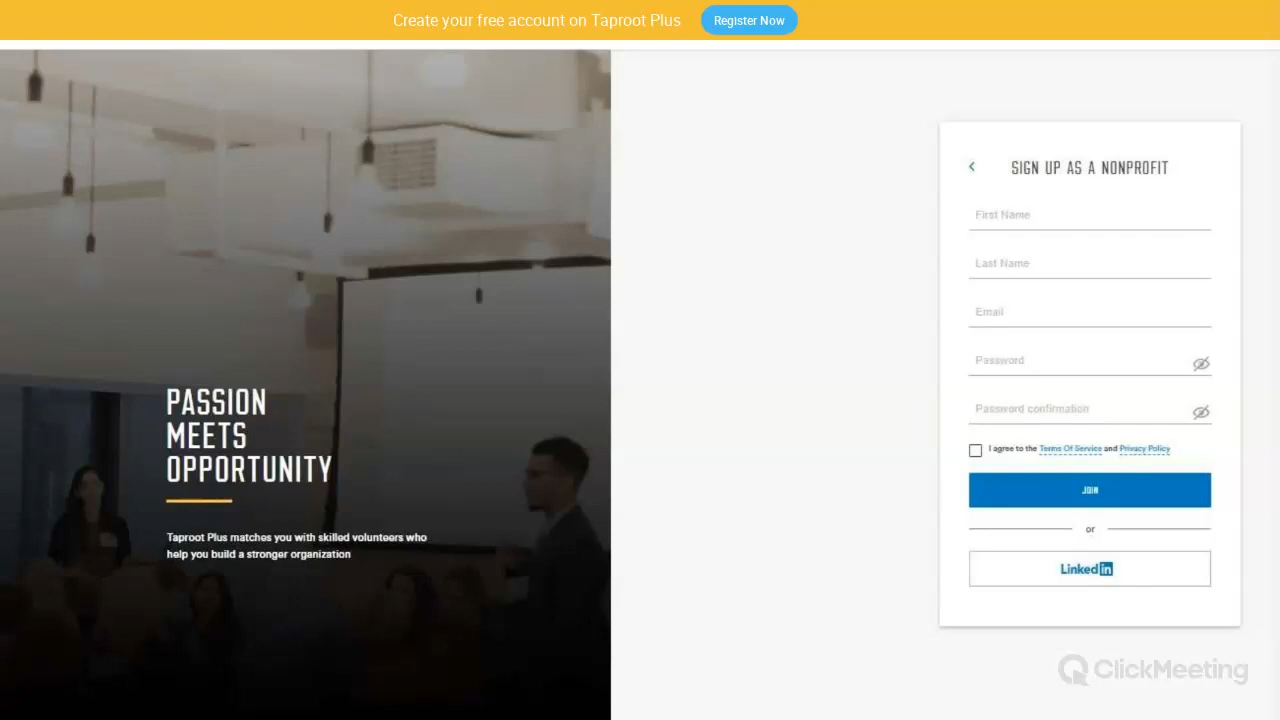 Create your free account on Taproot Plus
Register Now
PASSION
MEETS
OPPORTUNITY
Taproot Plus matches you with skilled volunteers who
help you build a stronger organization
SIGN UP AS A NONPROFIT
First Name
Last Name
Email
Password
Password confirmation
I agree to the Terms Of Service and Privacy Policy
JOIN
or
Linked in
ClickMeeting